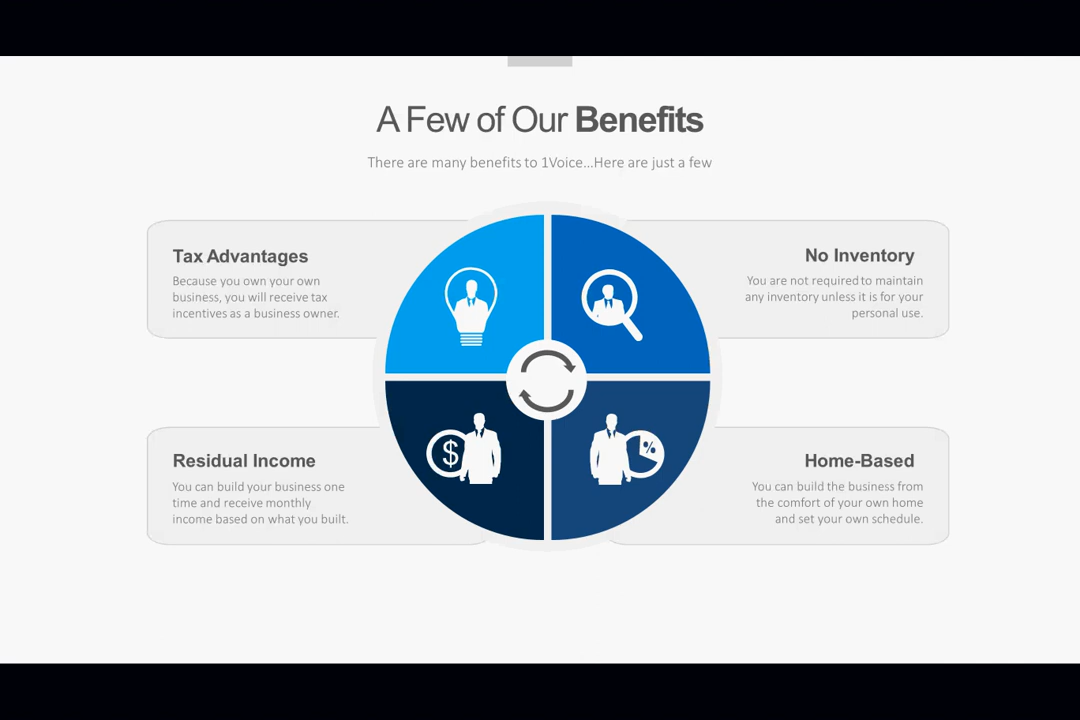 A Few of Our Benefits
There are many benefits to 1Voice...Here are just a few
Tax Advantages
Because you own your own
business, you will receive tax
incentives as a business owner.
No Inventory
You are not required to maintain
any inventory unless it is for your
personal use.
$
%
Residual Income
You can build your business one
time and receive monthly
income based on what you built.
Home-Based
You can build the business from
the comfort of your own home
and set your own schedule.